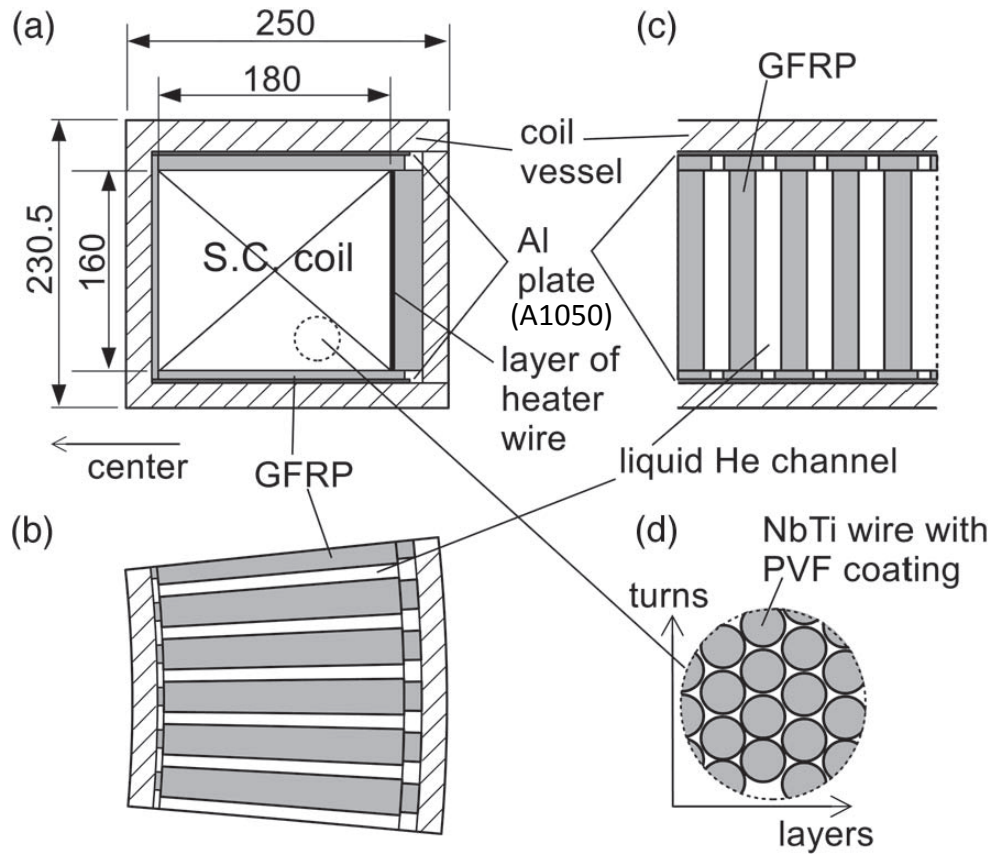 (a)
250
180
230.5
160
S.C. coil
center
GFRP
coil
vessel
Al
plate
(A1050)
layer of
heater
wire
(c)
GFRP
liquid He channel
(b)
(d)
NbTi wire with
PVF coating
turns
layers